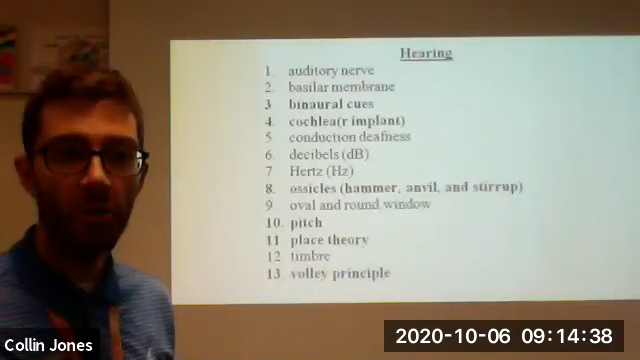 Hearing
1. auditory nerve
2. basilar membrane
3 binaural cues
4. cochlea(r implant)
5 conduction deafness
6. decibels (dB)
7 Hertz (Hz)
8. ossicles (hammer, anvil, and stirrup)
9 oval and round window
10. pitch
11 place theory
12 timbre
13. volley principle
Collin Jones
2020-10-06 09:14:38